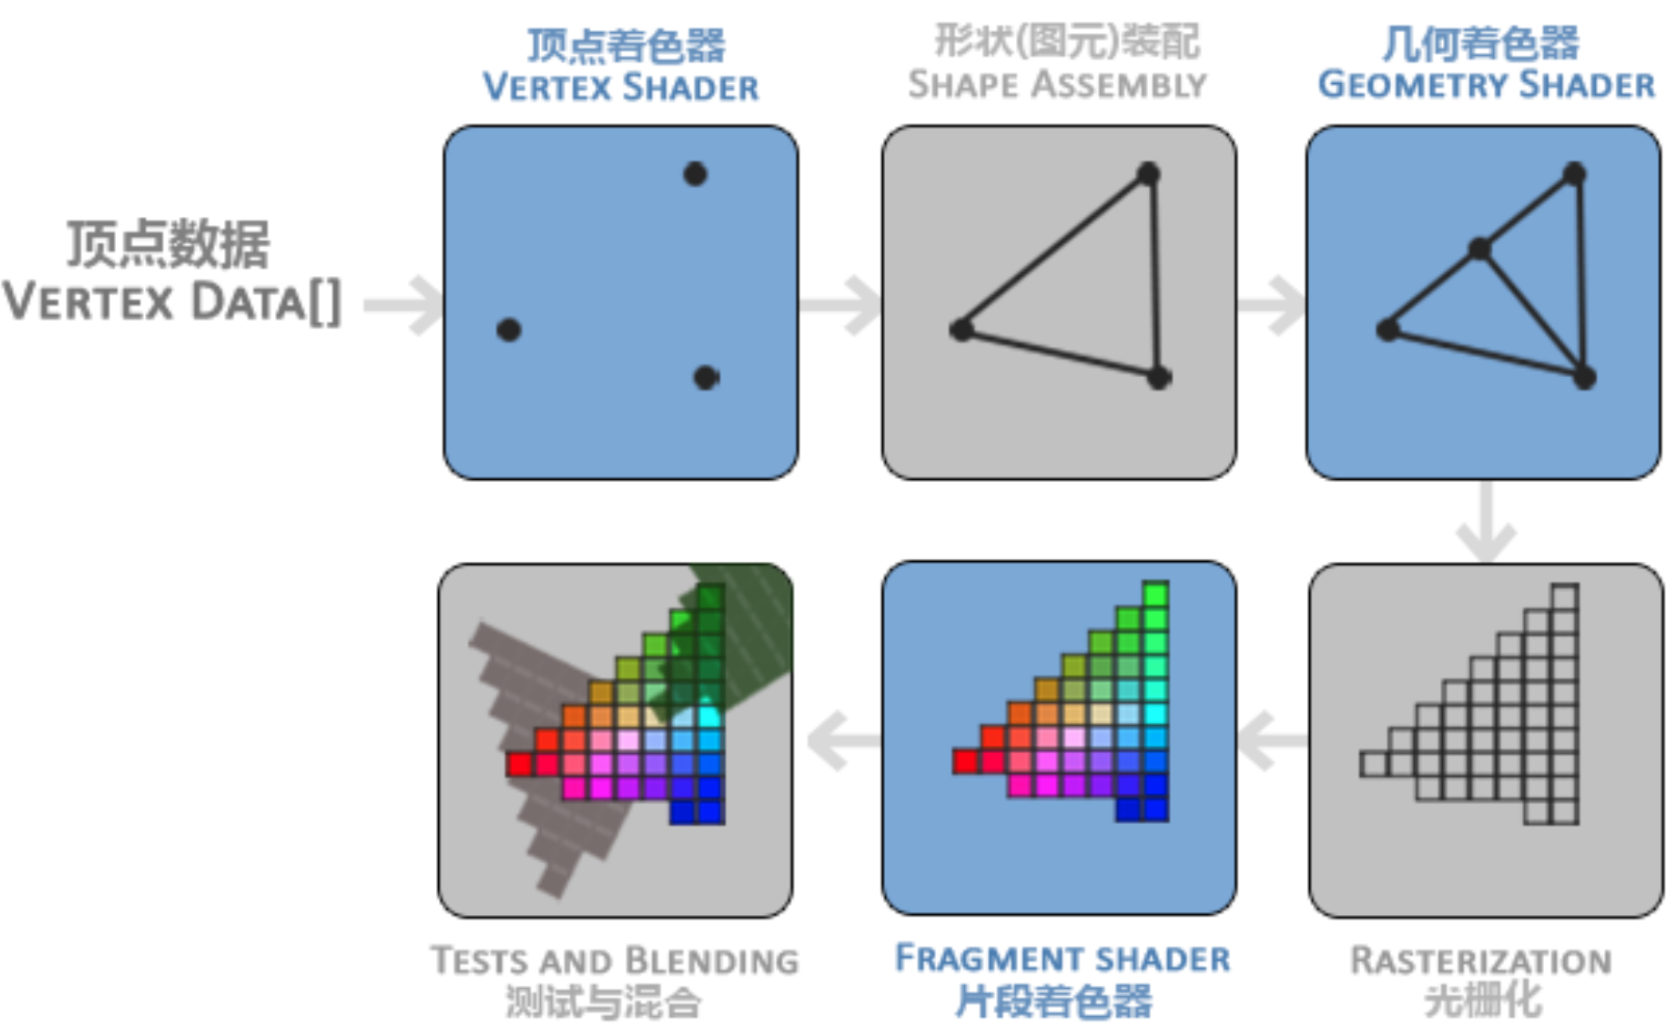 顶点着色器
VERTEX SHADER
形状(图元)装配
SHAPE ASSEMBLY
几何着色器
GEOMETRY SHADER
顶点数据
VERTEX DATA[]
TESTS AND BLENDING
测试与混合
FRAGMENT SHADER
片段着色器
RASTERIZATION
光栅化